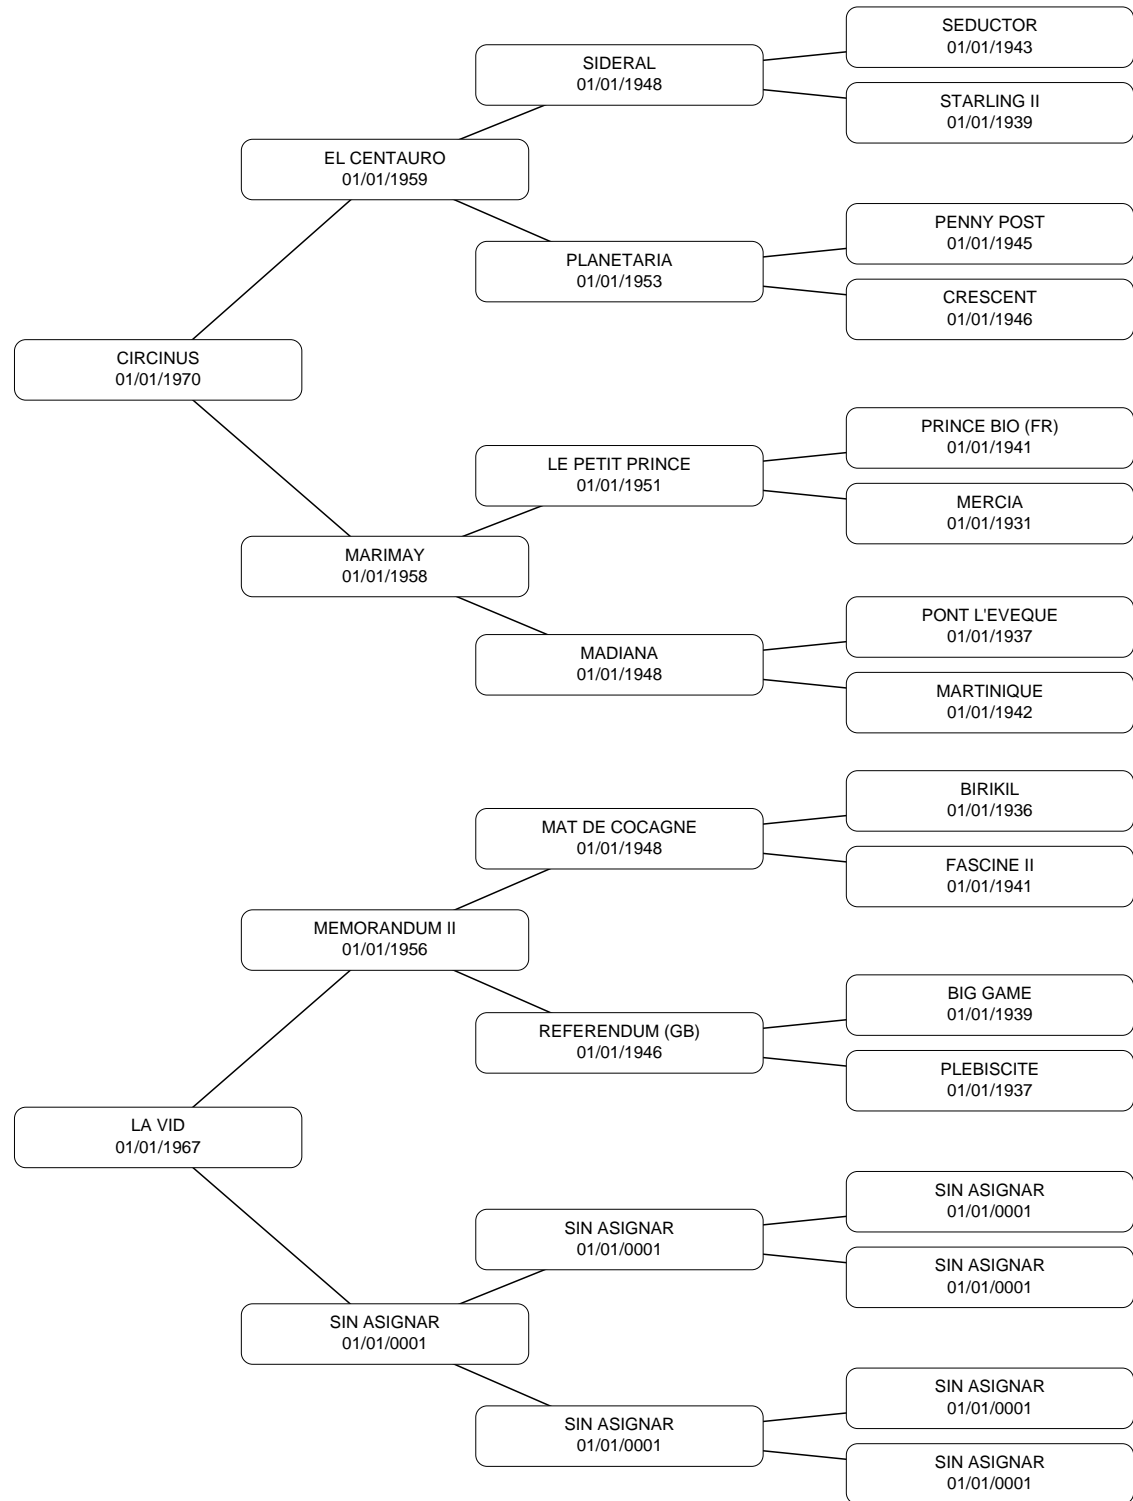 SEDUCTOR
01/01/1943
SIDERAL
01/01/1948
STARLING II
01/01/1939
EL CENTAURO
01/01/1959
PENNY POST
01/01/1945
PLANETARIA
01/01/1953
CRESCENT
01/01/1946
CIRCINUS
01/01/1970
PRINCE BIO (FR)
01/01/1941
LE PETIT PRINCE
01/01/1951
MERCIA
01/01/1931
MARIMAY
01/01/1958
PONT L'EVEQUE
01/01/1937
MADIANA
01/01/1948
MARTINIQUE
01/01/1942
BIRIKIL
01/01/1936
MAT DE COCAGNE
01/01/1948
FASCINE II
01/01/1941
MEMORANDUM II
01/01/1956
BIG GAME
01/01/1939
REFERENDUM (GB)
01/01/1946
PLEBISCITE
01/01/1937
LA VID
01/01/1967
SIN ASIGNAR
01/01/0001
SIN ASIGNAR
01/01/0001
SIN ASIGNAR
01/01/0001
SIN ASIGNAR
01/01/0001
SIN ASIGNAR
01/01/0001
SIN ASIGNAR
01/01/0001
SIN ASIGNAR
01/01/0001